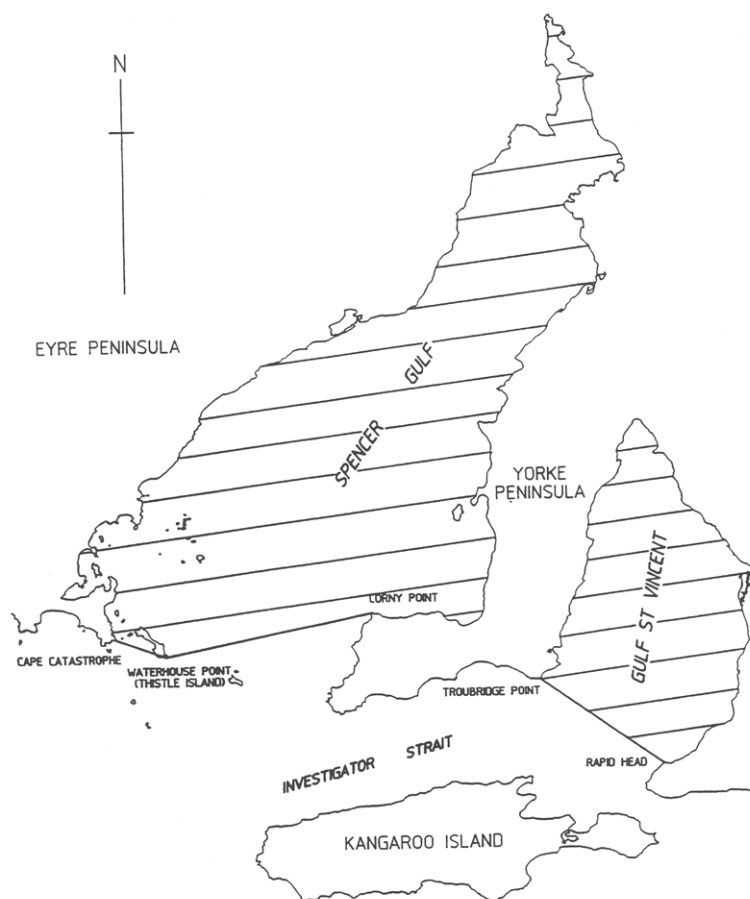 N
EYRE PENINSULA
SPENCER GULF
YORKE
PENINSULA
GULF ST VINCENT
CORNY POINT
CAPE CATASTROPHE
WATERHOUSE POINT
(THISTLE ISLAND)
TROUBRIDGE POINT
INVESTIGATOR STRAIT
RAPID HEAD
KANGAROO ISLAND